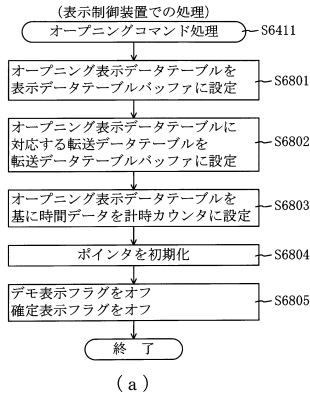 (表示制御装置での処理)
オープニングコマンド処理
S6411
オープニング表示データテーブルを
表示データテーブルバッファに設定
S6801
オープニング表示データテーブルに
対応する転送データテーブルを
転送データテーブルバッファに設定
S6802
オープニング表示データテーブルを
基に時間データを計時カウンタに設定
S6803
ポインタを初期化
S6804
デモ表示フラグをオフ
確定表示フラグをオフ
S6805
終 了
(a)